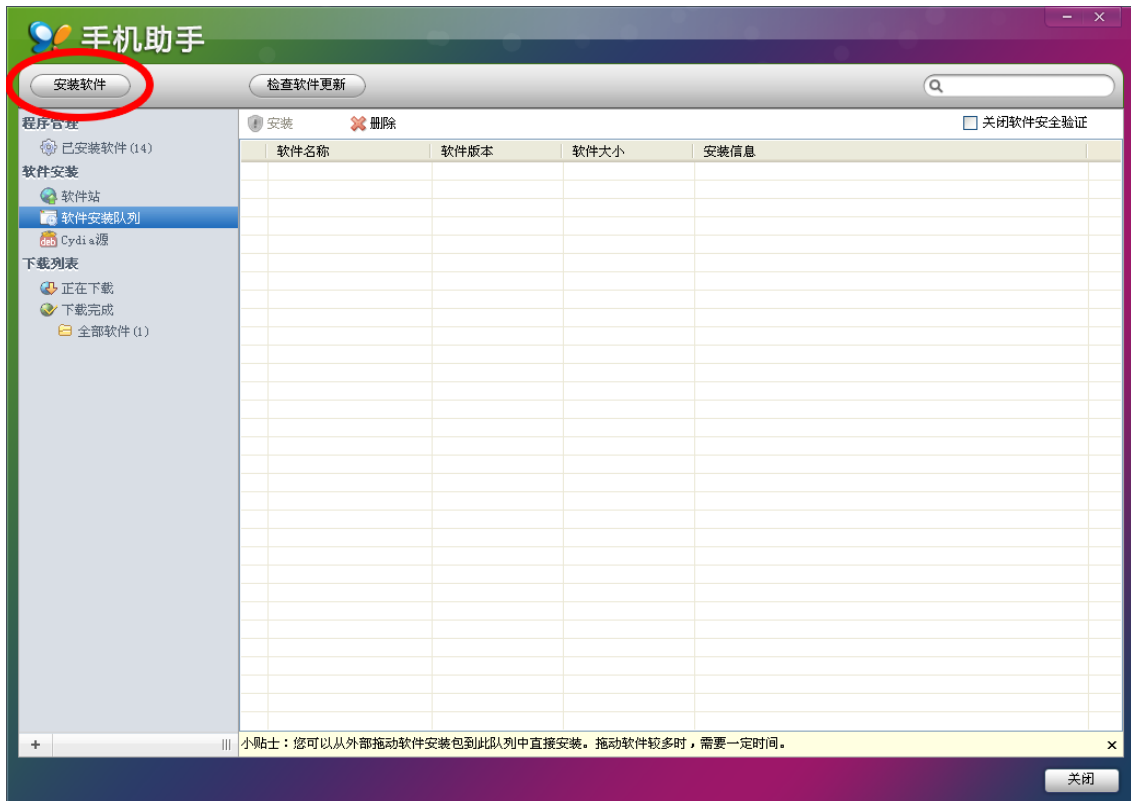 手机助手
安装软件
检查软件更新
程序管理
安装
删除
关闭软件安全验证
已安装软件(14)
软件名称
软件版本
软件大小
安装信息
软件安装
软件站
软件安装队列
deb Cydia源
下载列表
正在下载
下载完成
全部软件(1)
小贴士：您可以从外部拖动软件安装包到此队列中直接安装。拖动软件较多时，需要一定时间。
关闭